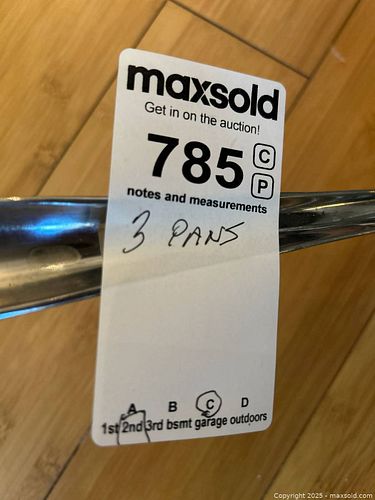 maxsold
Get in on the auction!
785 C
P
notes and measurements
3 PANS
A B C D
1st 2nd 3rd bsmt garage outdoors
Copyright 2025 - maxsold.com